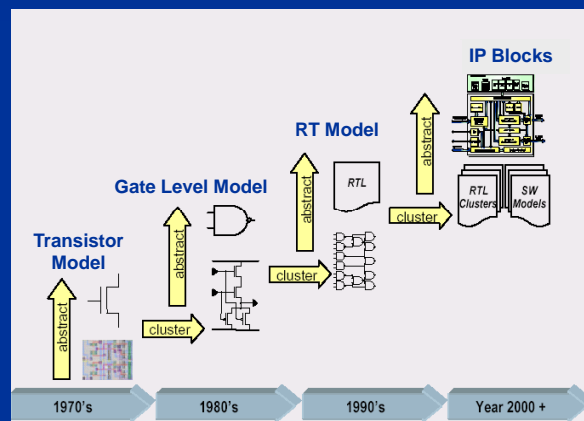 IP Blocks
abstract
RT Model
abstract
RTL
Gate Level Model
abstract
cluster
RTL
Clusters
SW
Models
Transistor
Model
abstract
cluster
cluster
1970's
1980's
1990's
Year 2000 +